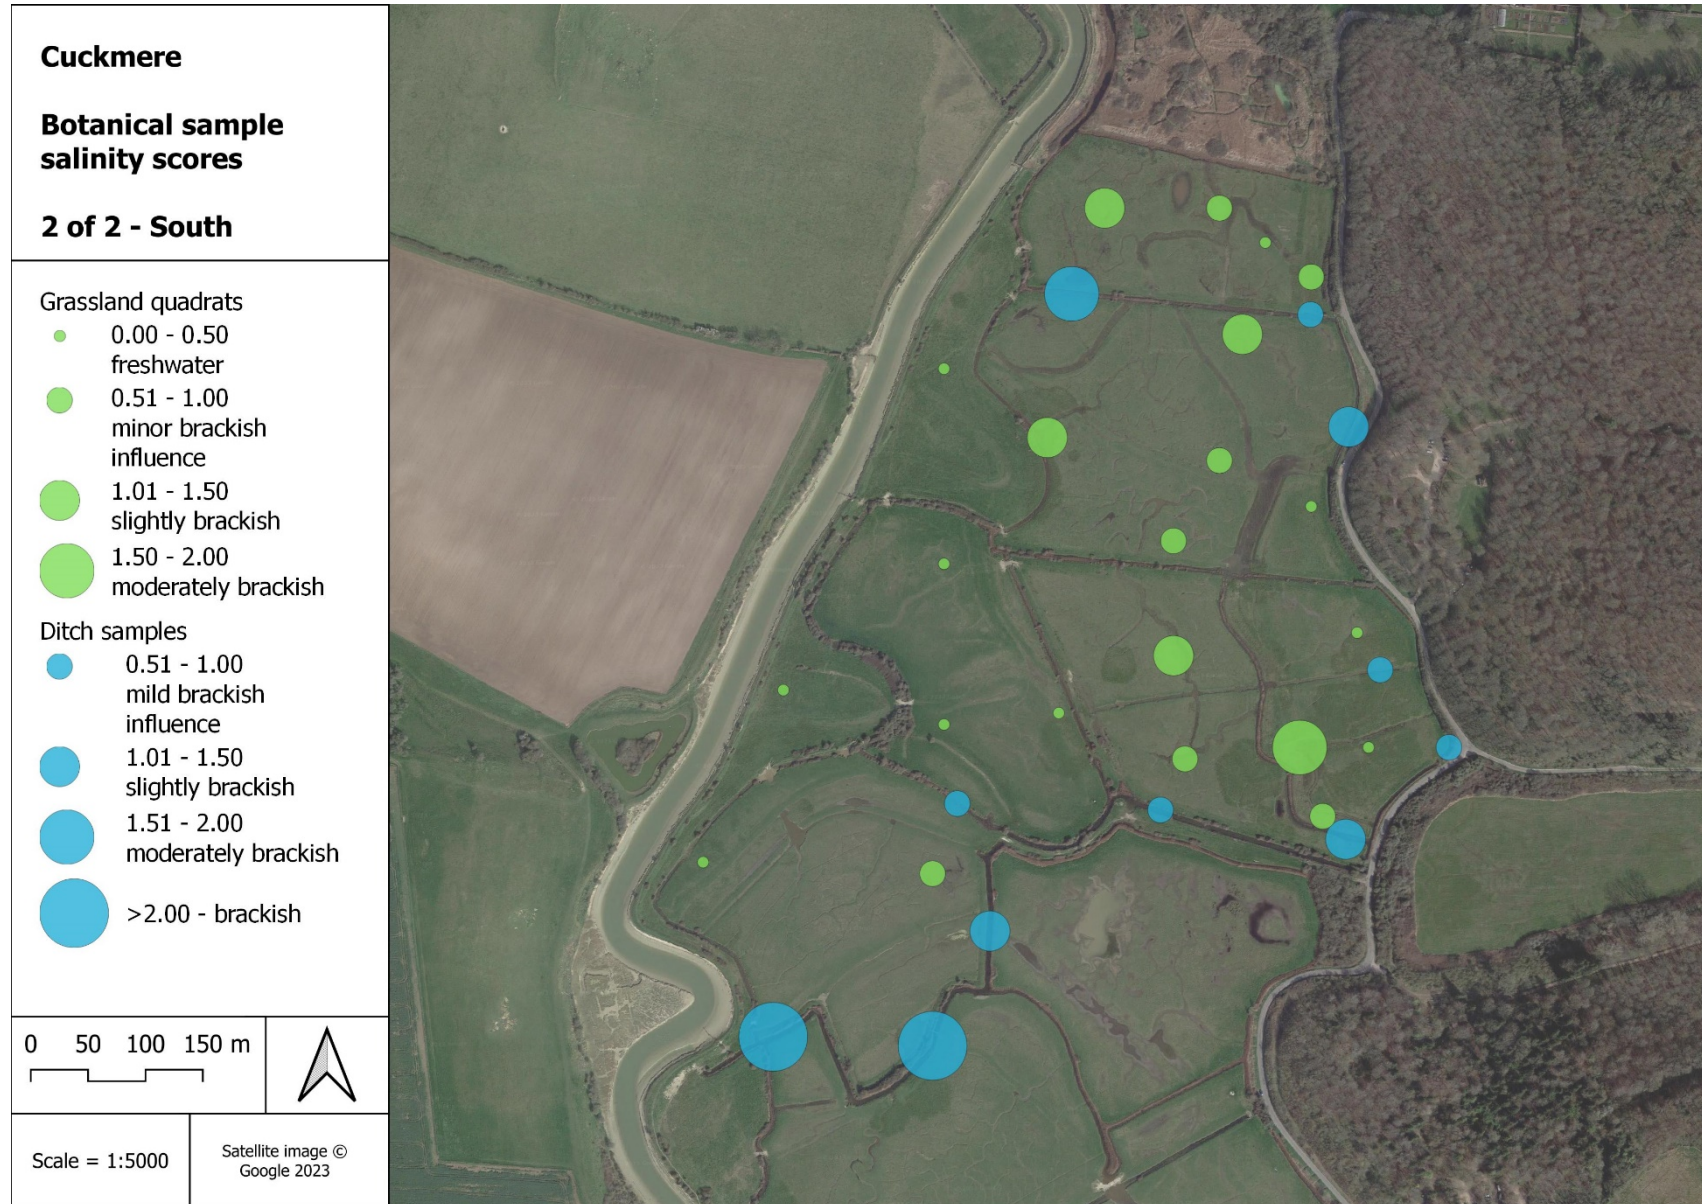 Cuckmere
Botanical sample
salinity scores
2 of 2 - South
Grassland quadrats
0.00 - 0.50
freshwater
0.51 - 1.00
minor brackish
influence
1.01 - 1.50
slightly brackish
1.50 - 2.00
moderately brackish
Ditch samples
0.51 - 1.00
mild brackish
influence
1.01 - 1.50
slightly brackish
1.51 - 2.00
moderately brackish
>2.00 - brackish
0 50 100 150 m
Scale = 1:5000
Satellite image ©
Google 2023